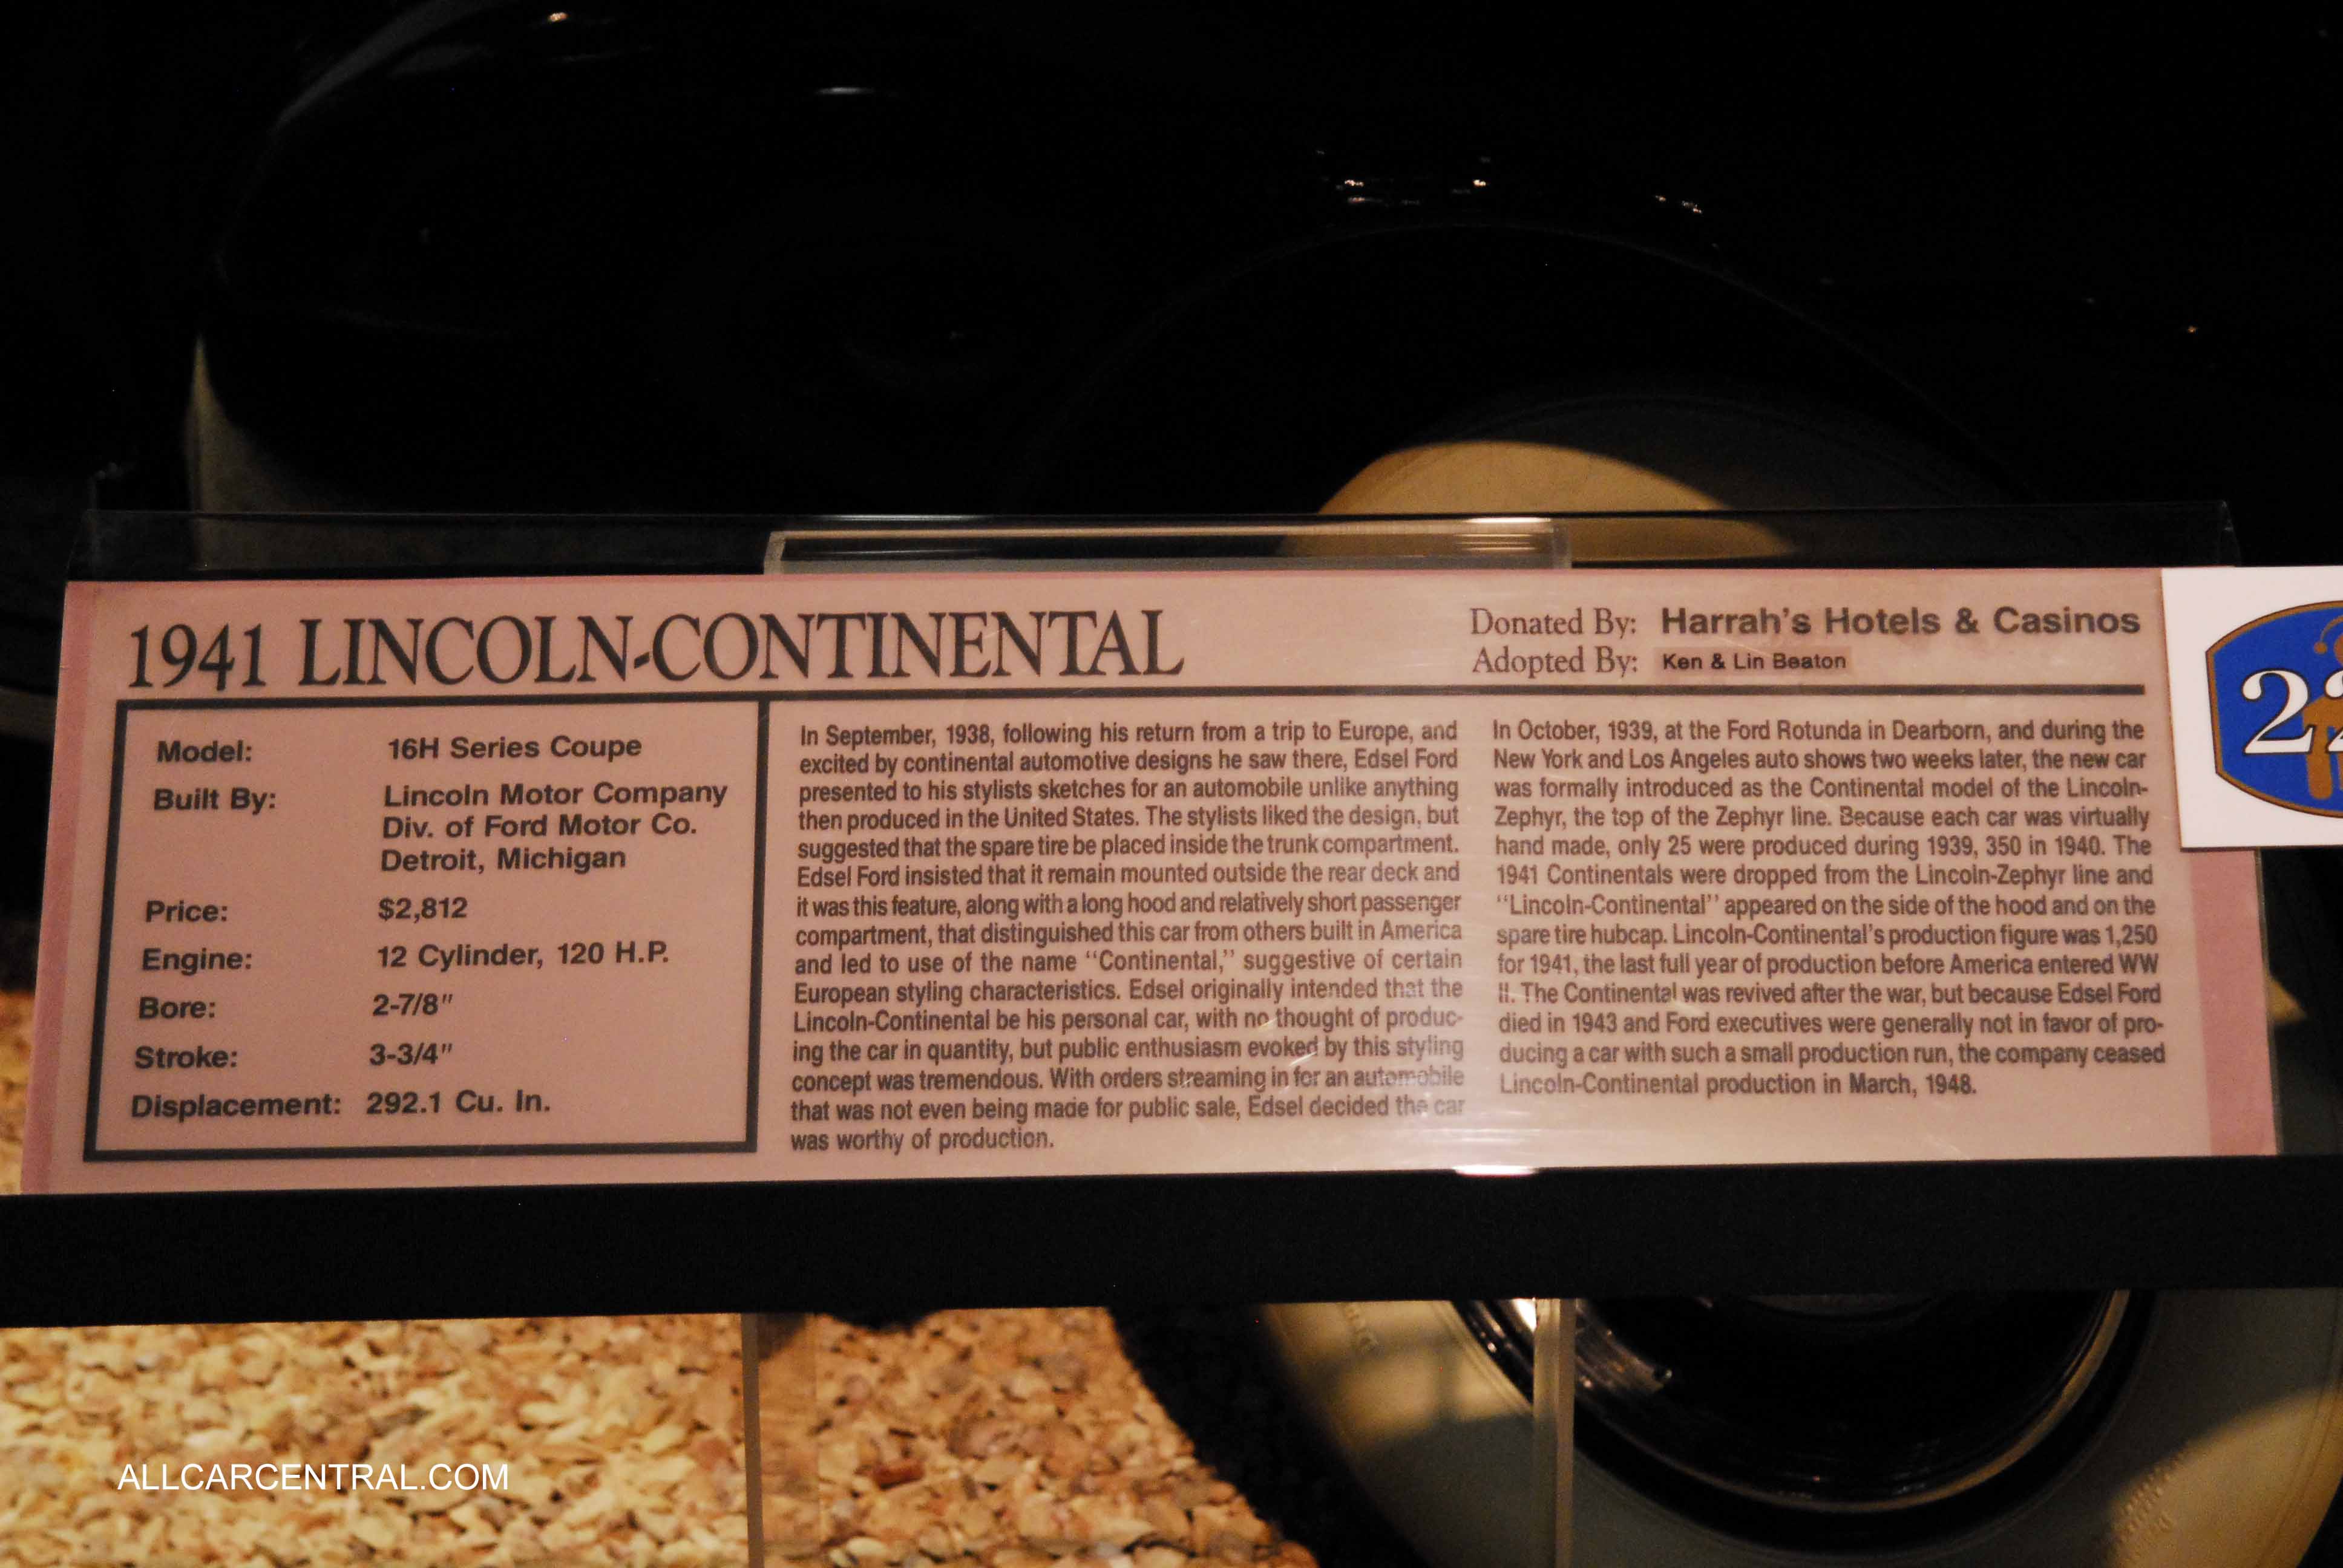 1941 LINCOLN-CONTINENTAL
Donated By: Harrah's Hotels & Casinos
Adopted By: Ken & Lin Beaton
Model: 16H Series Coupe
Built By: Lincoln Motor Company
Div. of Ford Motor Co.
Detroit, Michigan
Price: $2,812
Engine: 12 Cylinder, 120 H.P.
Bore: 2-7/8"
Stroke: 3-3/4"
Displacement: 292.1 Cu. In.
In September, 1938, following his return from a trip to Europe, and
excited by continental automotive designs he saw there, Edsel Ford
presented to his stylists sketches for an automobile unlike anything
then produced in the United States. The stylists liked the design, but
suggested that the spare tire be placed inside the trunk compartment.
Edsel Ford insisted that it remain mounted outside the rear deck and
it was this feature, along with a long hood and relatively short passenger
compartment, that distinguished this car from others built in America
and led to use of the name "Continental," suggestive of certain
European styling characteristics. Edsel originally intended that the
Lincoln-Continental be his personal car, with no thought of produc-
ing the car in quantity, but public enthusiasm evoked by this styling
concept was tremendous. With orders streaming in for an automobile
that was not even being made for public sale, Edsel decided the car
was worthy of production.
In October, 1939, at the Ford Rotunda in Dearborn, and during the
New York and Los Angeles auto shows two weeks later, the new car
was formally introduced as the Continental model of the Lincoln-
Zephyr, the top of the Zephyr line. Because each car was virtually
hand made, only 25 were produced during 1939, 350 in 1940. The
1941 Continentals were dropped from the Lincoln-Zephyr line and
"Lincoln-Continental" appeared on the side of the hood and on the
spare tire hubcap. Lincoln-Continental's production figure was 1,250
for 1941, the last full year of production before America entered WW
II. The Continental was revived after the war, but because Edsel Ford
died in 1943 and Ford executives were generally not in favor of pro-
ducing a car with such a small production run, the company ceased
Lincoln-Continental production in March, 1948.
ALLCARCENTRAL.COM